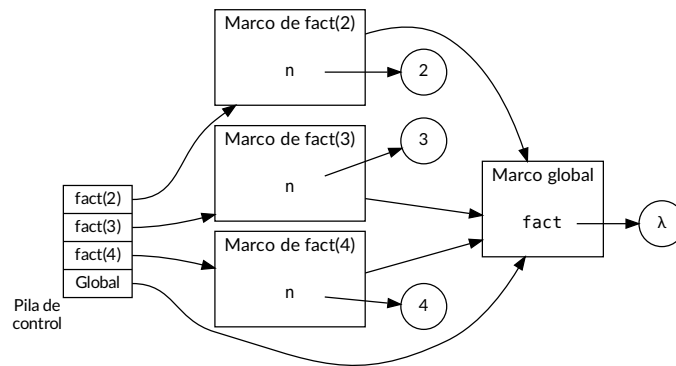 Marco de fact(2)
n
2
Marco de fact(3)
n
3
Marco global
fact
λ
fact(2)
fact(3)
fact(4)
Global
Pila de
control
Marco de fact(4)
n
4